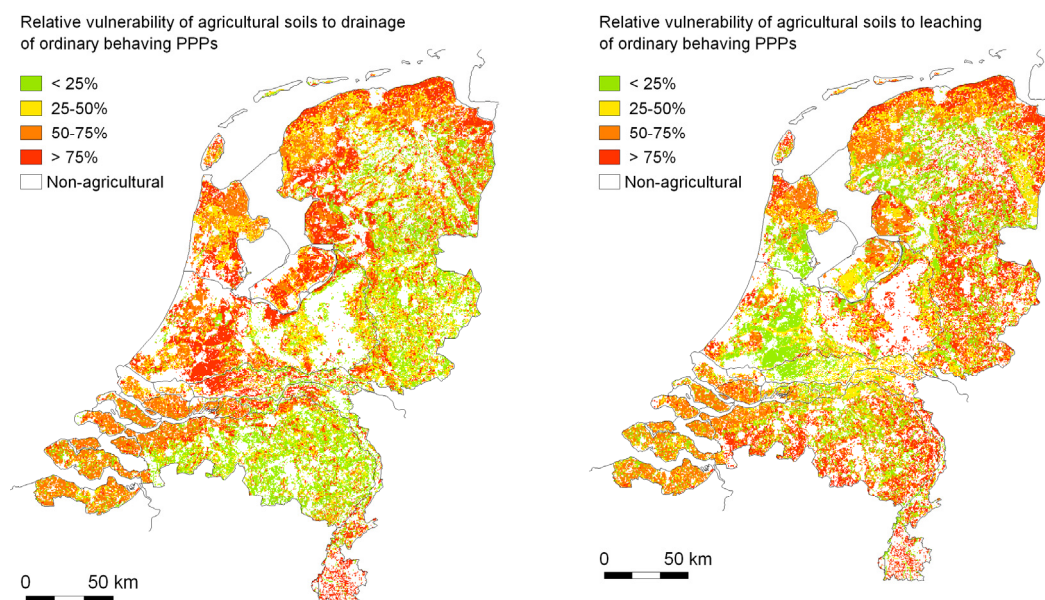 Relative vulnerability of agricultural soils to drainage
of ordinary behaving PPPs
< 25%
25-50%
50-75%
> 75%
Non-agricultural
0 50 km
Relative vulnerability of agricultural soils to leaching
of ordinary behaving PPPs
< 25%
25-50%
50-75%
> 75%
Non-agricultural
0 50 km